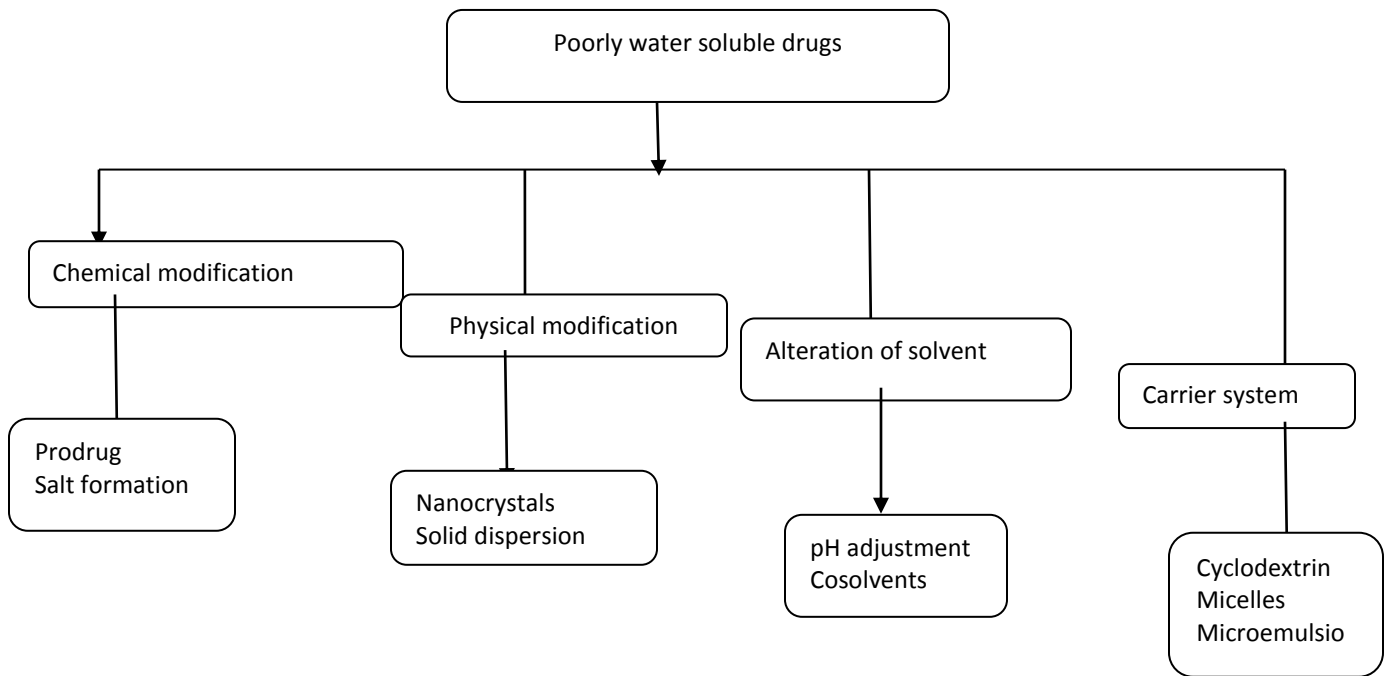 Poorly water soluble drugs
Chemical modification
Physical modification
Alteration of solvent
Carrier system
Prodrug
Salt formation
Nanocrystals
Solid dispersion
pH adjustment
Cosolvents
Cyclodextrin
Micelles
Microemulsio